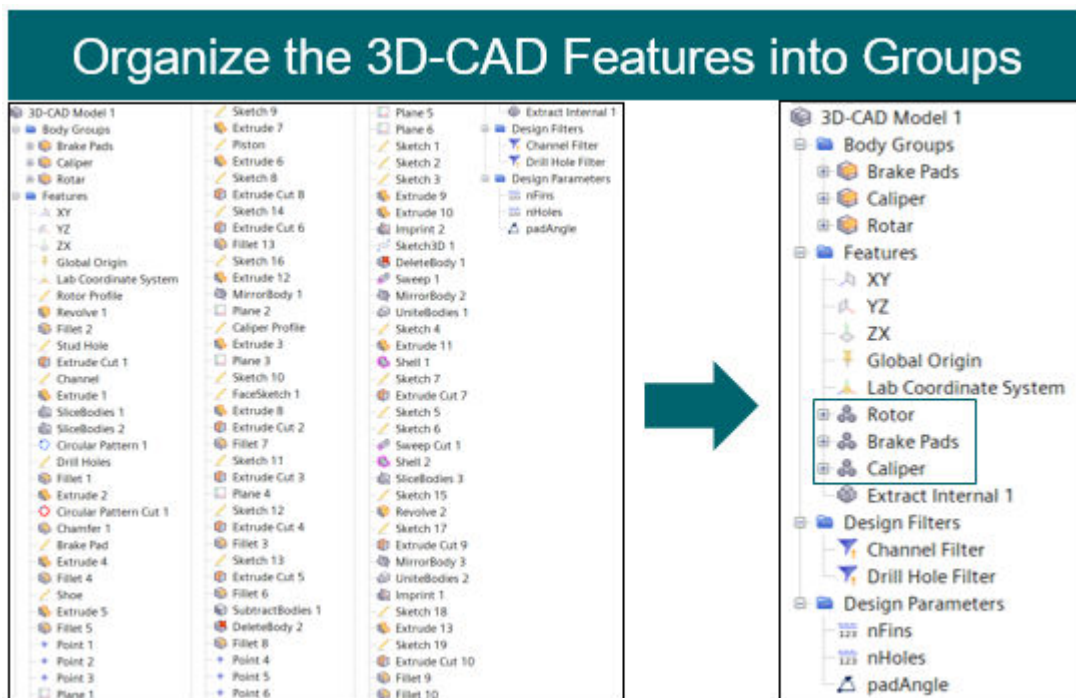 Organize the 3D-CAD Features into Groups
3D-CAD Model 1
Body Groups
Brake Pads
Caliper
Rotar
Features
XY
YZ
ZX
Global Origin
Lab Coordinate System
Rotor Profile
Revolve 1
Fillet 2
Stud Hole
Extrude Cut 1
Channel
Extrude 1
SliceBodies 1
SliceBodies 2
Circular Pattern 1
Drill Holes
Fillet 1
Extrude 2
Circular Pattern Cut 1
Chamfer 1
Brake Pad
Extrude 4
Fillet 4
Shoe
Extrude 5
Fillet 5
Point 1
Point 2
Point 3
Plane 1
Sketch 9
Extrude 7
Piston
Extrude 6
Sketch 8
Extrude Cut 8
Sketch 14
Extrude Cut 6
Fillet 13
Sketch 16
Extrude 12
MirrorBody 1
Plane 2
Caliper Profile
Extrude 3
Plane 3
Sketch 10
FaceSketch 1
Extrude 8
Extrude Cut 2
Fillet 7
Sketch 11
Extrude Cut 3
Plane 4
Sketch 12
Extrude Cut 4
Fillet 3
Sketch 13
Extrude Cut 5
Fillet 6
SubtractBodies 1
DeleteBody 2
Fillet 8
Point 4
Point 5
Point 6
Plane 5
Plane 6
Sketch 1
Sketch 2
Sketch 3
Extrude 9
Extrude 10
Imprint 2
Sketch3D 1
DeleteBody 1
Sweep 1
MirrorBody 2
UniteBodies 1
Sketch 4
Extrude 11
Shell 1
Sketch 7
Extrude Cut 7
Sketch 5
Sketch 6
Sweep Cut 1
Shell 2
SliceBodies 3
Sketch 15
Revolve 2
Sketch 17
Extrude Cut 9
MirrorBody 3
UniteBodies 2
Imprint 1
Sketch 18
Extrude 13
Sketch 19
Extrude Cut 10
Fillet 9
Fillet 10
Extract Internal 1
Design Filters
Channel Filter
Drill Hole Filter
Design Parameters
nFins
nHoles
padAngle
3D-CAD Model 1
Body Groups
Brake Pads
Caliper
Rotar
Features
XY
YZ
ZX
Global Origin
Lab Coordinate System
Rotor
Brake Pads
Caliper
Extract Internal 1
Design Filters
Channel Filter
Drill Hole Filter
Design Parameters
nFins
nHoles
padAngle